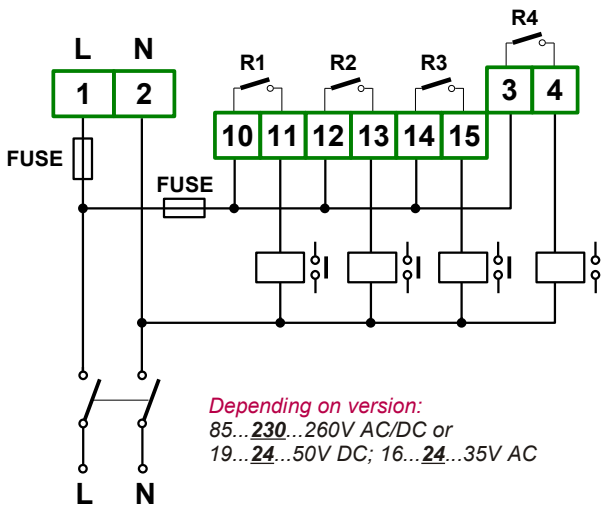 R4
L N
R1 R2 R3
1 2
3 4
10 11 12 13 14 15
FUSE
FUSE
Depending on version:
85...230...260V AC/DC or
19...24...50V DC; 16...24...35V AC
L N